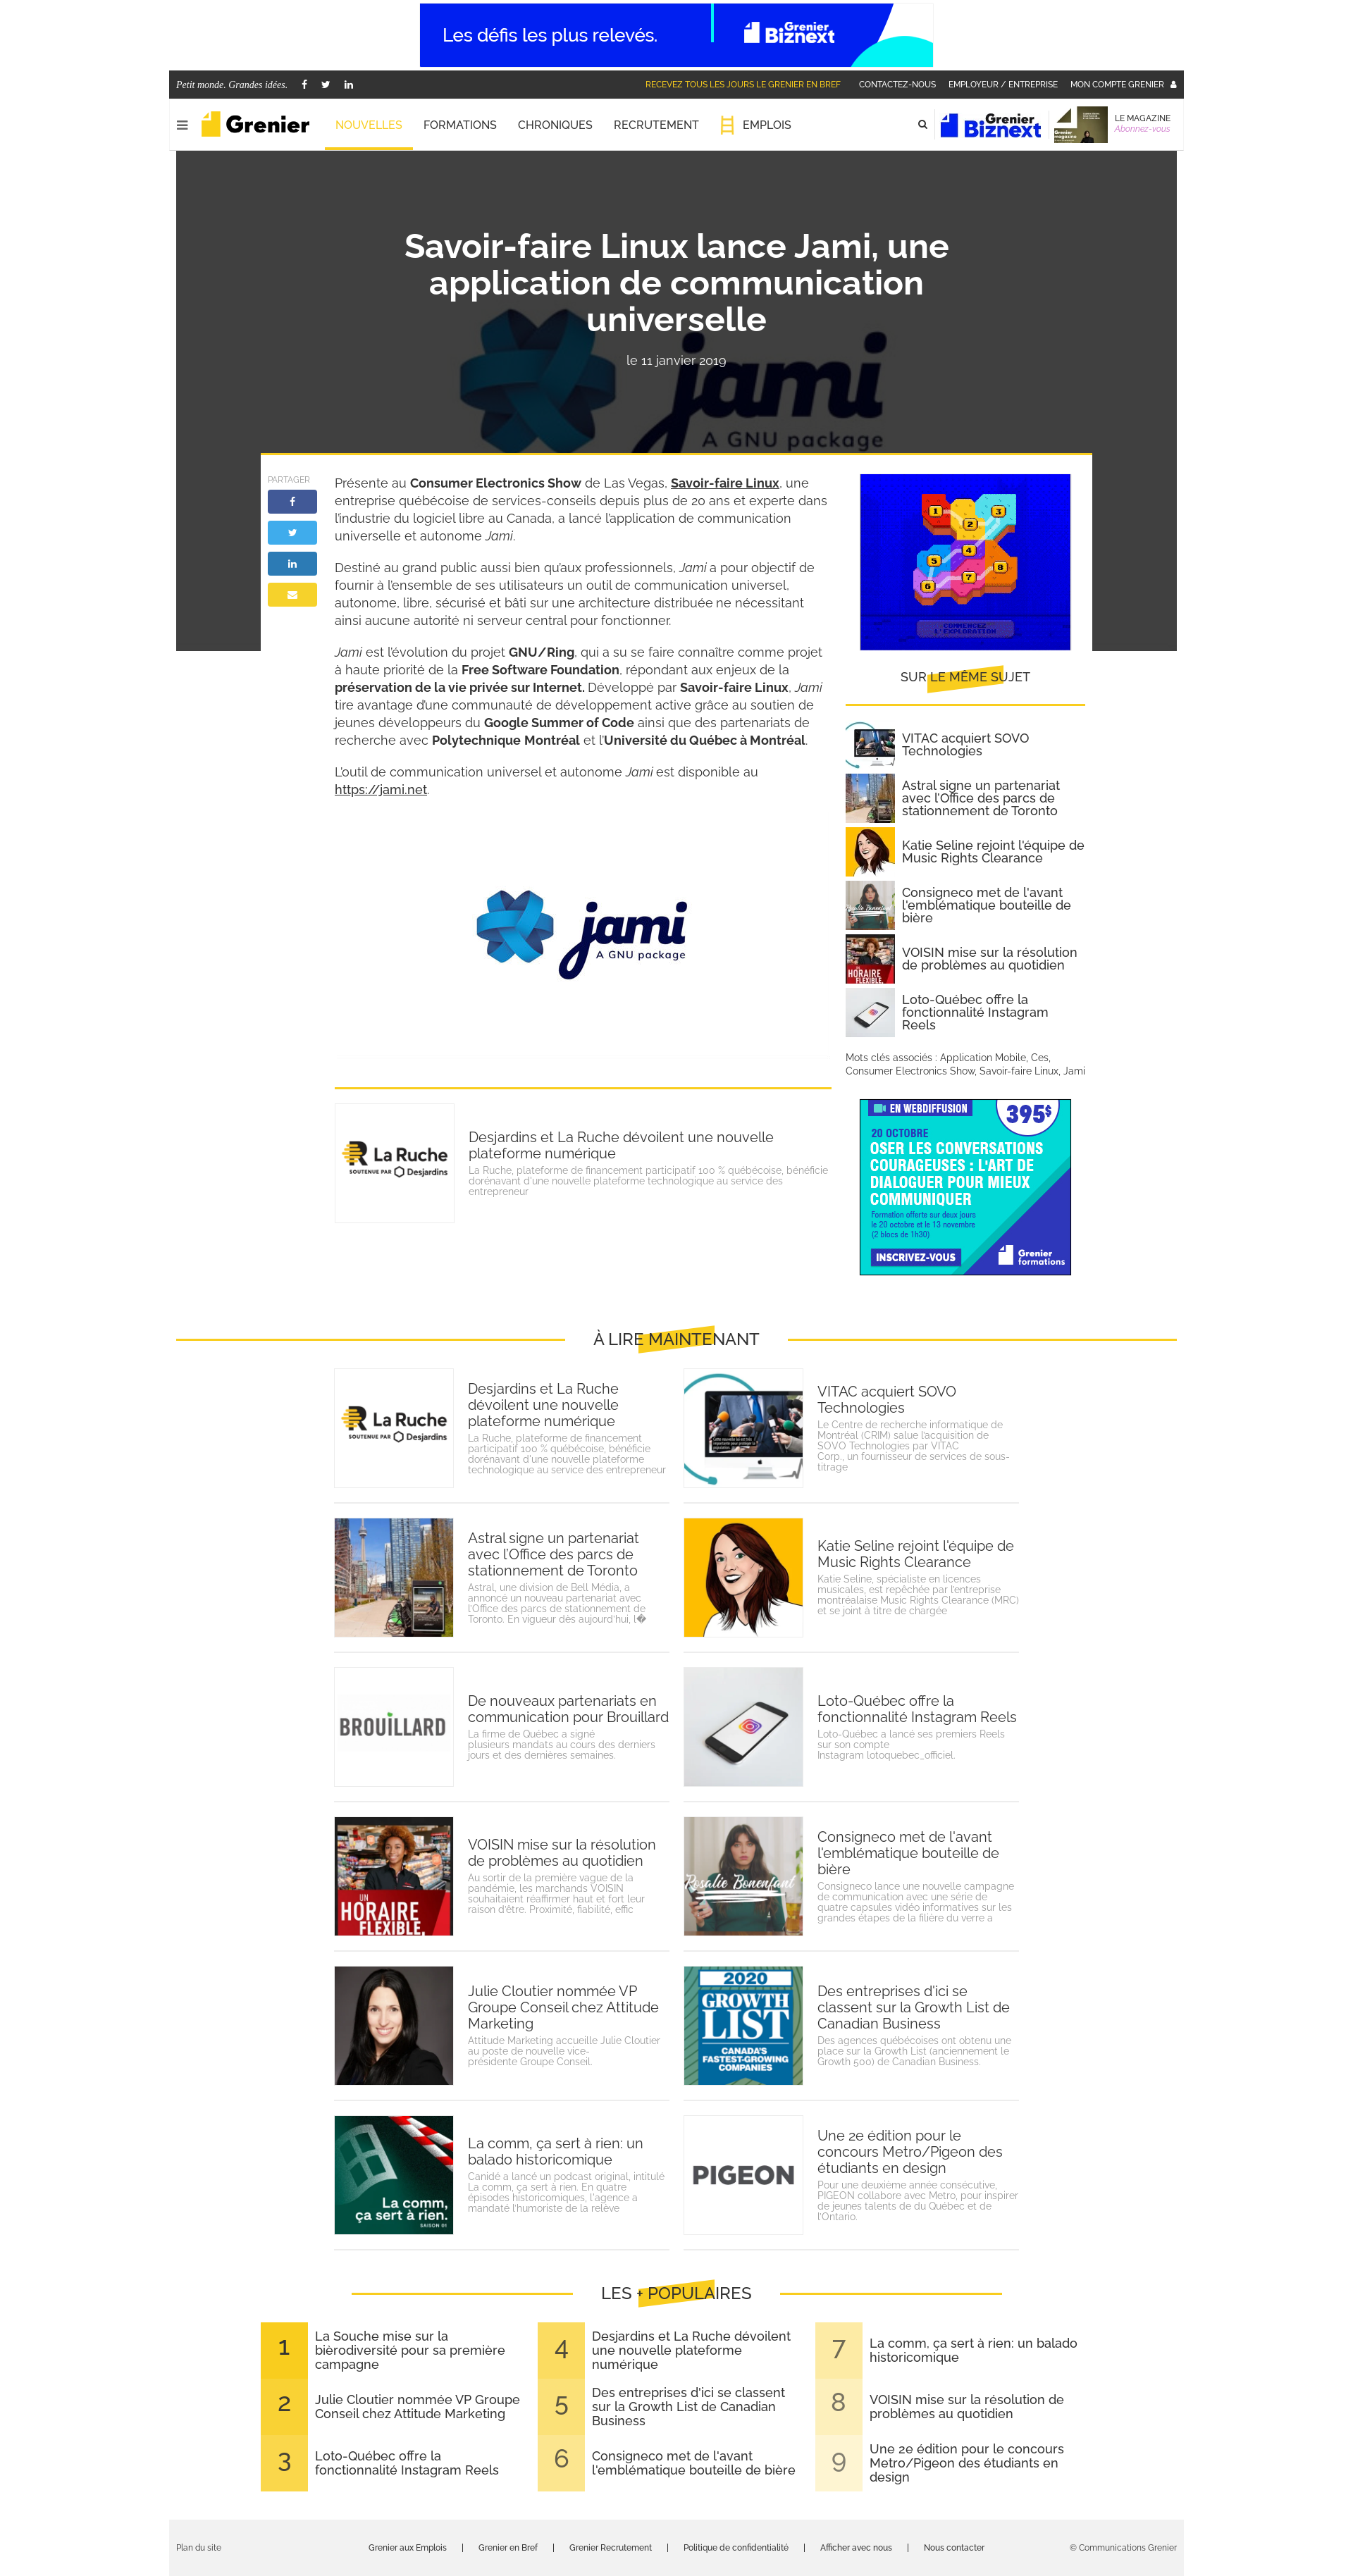 Les défis les plus relevés.
Grenier
Biznext
Petit monde. Grandes idées.
RECEVEZ TOUS LES JOURS LE GRENIER EN BREF
CONTACTEZ-NOUS
EMPLOYEUR / ENTREPRISE
MON COMPTE GRENIER
Grenier
NOUVELLES
FORMATIONS
CHRONIQUES
RECRUTEMENT
EMPLOIS
Grenier
Biznext
Grenier
magazine
LE MAGAZINE
Abonnez-vous
Savoir-faire Linux lance Jami, une
application de communication
universelle
le 11 janvier 2019
jami
A GNU package
PARTAGER
Présente au Consumer Electronics Show de Las Vegas, Savoir-faire Linux, une
entreprise québécoise de services-conseils depuis plus de 20 ans et experte dans
l’industrie du logiciel libre au Canada, a lancé l’application de communication
universelle et autonome Jami.
Destiné au grand public aussi bien qu’aux professionnels, Jami a pour objectif de
fournir à l’ensemble de ses utilisateurs un outil de communication universel,
autonome, libre, sécurisé et bâti sur une architecture distribuée ne nécessitant
ainsi aucune autorité ni serveur central pour fonctionner.
Jami est l’évolution du projet GNU/Ring, qui a su se faire connaître comme projet
à haute priorité de la Free Software Foundation, répondant aux enjeux de la
préservation de la vie privée sur Internet. Développé par Savoir-faire Linux, Jami
tire avantage d’une communauté de développement active grâce au soutien de
jeunes développeurs du Google Summer of Code ainsi que des partenariats de
recherche avec Polytechnique Montréal et l’Université du Québec à Montréal.
L’outil de communication universel et autonome Jami est disponible au
https://jami.net.
jami
A GNU package
1
2
3
4
5
6
7
8
COMMENCEZ
L'EXPLORATION
SUR LE MÊME SUJET
VITAC acquiert SOVO
Technologies
Astral signe un partenariat
avec l’Office des parcs de
stationnement de Toronto
Katie Seline rejoint l'équipe de
Music Rights Clearance
Rosalie Bonenfant
Consigneco met de l'avant
l'emblématique bouteille de
bière
HORAIRE
FLEXIBLE.
VOISIN mise sur la résolution
de problèmes au quotidien
Loto-Québec offre la
fonctionnalité Instagram
Reels
Mots clés associés : Application Mobile, Ces,
Consumer Electronics Show, Savoir-faire Linux, Jami
EN WEBDIFFUSION
395$
20 OCTOBRE
OSER LES CONVERSATIONS
COURAGEUSES : L'ART DE
DIALOGUER POUR MIEUX
COMMUNIQUER
Formation offerte sur deux jours
le 20 octobre et le 13 novembre
(2 blocs de 1h30)
INSCRIVEZ-VOUS
Grenier
formations
La Ruche
SOUTENUE PAR Desjardins
Desjardins et La Ruche dévoilent une nouvelle
plateforme numérique
La Ruche, plateforme de financement participatif 100 % québécoise, bénéficie
dorénavant d'une nouvelle plateforme technologique au service des
entrepreneur
À LIRE MAINTENANT
La Ruche
SOUTENUE PAR Desjardins
Desjardins et La Ruche
dévoilent une nouvelle
plateforme numérique
La Ruche, plateforme de financement
participatif 100 % québécoise, bénéficie
dorénavant d'une nouvelle plateforme
technologique au service des entrepreneur
VITAC acquiert SOVO
Technologies
Le Centre de recherche informatique de
Montréal (CRIM) salue l’acquisition de
SOVO Technologies par VITAC
Corp., un fournisseur de services de sous-
titrage
Astral signe un partenariat
avec l’Office des parcs de
stationnement de Toronto
Astral, une division de Bell Média, a
annoncé un nouveau partenariat avec
l’Office des parcs de stationnement de
Toronto. En vigueur dès aujourd’hui, l�
Katie Seline rejoint l'équipe de
Music Rights Clearance
Katie Seline, spécialiste en licences
musicales, est repêchée par l’entreprise
montréalaise Music Rights Clearance (MRC)
et se joint à titre de chargée
BROUILLARD
De nouveaux partenariats en
communication pour Brouillard
La firme de Québec a signé
plusieurs mandats au cours des derniers
jours et des dernières semaines.
Loto-Québec offre la
fonctionnalité Instagram Reels
Loto-Québec a lancé ses premiers Reels
sur son compte
Instagram lotoquebec_officiel.
UN
HORAIRE
FLEXIBLE.
VOISIN mise sur la résolution
de problèmes au quotidien
Au sortir de la première vague de la
pandémie, les marchands VOISIN
souhaitaient réaffirmer haut et fort leur
raison d’être. Proximité, fiabilité, effic
Rosalie Bonenfant
Consigneco met de l'avant
l'emblématique bouteille de
bière
Consigneco lance une nouvelle campagne
de communication avec une série de
quatre capsules vidéo informatives sur les
grandes étapes de la filière du verre a
Julie Cloutier nommée VP
Groupe Conseil chez Attitude
Marketing
Attitude Marketing accueille Julie Cloutier
au poste de nouvelle vice-
présidente Groupe Conseil.
2020
GROWTH
LIST
CANADA'S
FASTEST-GROWING
COMPANIES
Des entreprises d'ici se
classent sur la Growth List de
Canadian Business
Des agences québécoises ont obtenu une
place sur la Growth List (anciennement le
Growth 500) de Canadian Business.
La comm,
ça sert à rien.
SAISON 01
La comm, ça sert à rien: un
balado historicomique
Canidé a lancé un podcast original, intitulé
La comm, ça sert à rien. En quatre
épisodes historicomiques, l'agence a
mandaté l’humoriste de la relève
PIGEON
Une 2e édition pour le
concours Metro/Pigeon des
étudiants en design
Pour une deuxième année consécutive,
PIGEON collabore avec Metro, pour inspirer
de jeunes talents de du Québec et de
l’Ontario.
LES + POPULAIRES
1
La Souche mise sur la
bièrodiversité pour sa première
campagne
2
Julie Cloutier nommée VP Groupe
Conseil chez Attitude Marketing
3
Loto-Québec offre la
fonctionnalité Instagram Reels
4
Desjardins et La Ruche dévoilent
une nouvelle plateforme
numérique
5
Des entreprises d'ici se classent
sur la Growth List de Canadian
Business
6
Consigneco met de l'avant
l'emblématique bouteille de bière
7
La comm, ça sert à rien: un balado
historicomique
8
VOISIN mise sur la résolution de
problèmes au quotidien
9
Une 2e édition pour le concours
Metro/Pigeon des étudiants en
design
Plan du site
Grenier aux Emplois | Grenier en Bref | Grenier Recrutement | Politique de confidentialité | Afficher avec nous | Nous contacter
© Communications Grenier